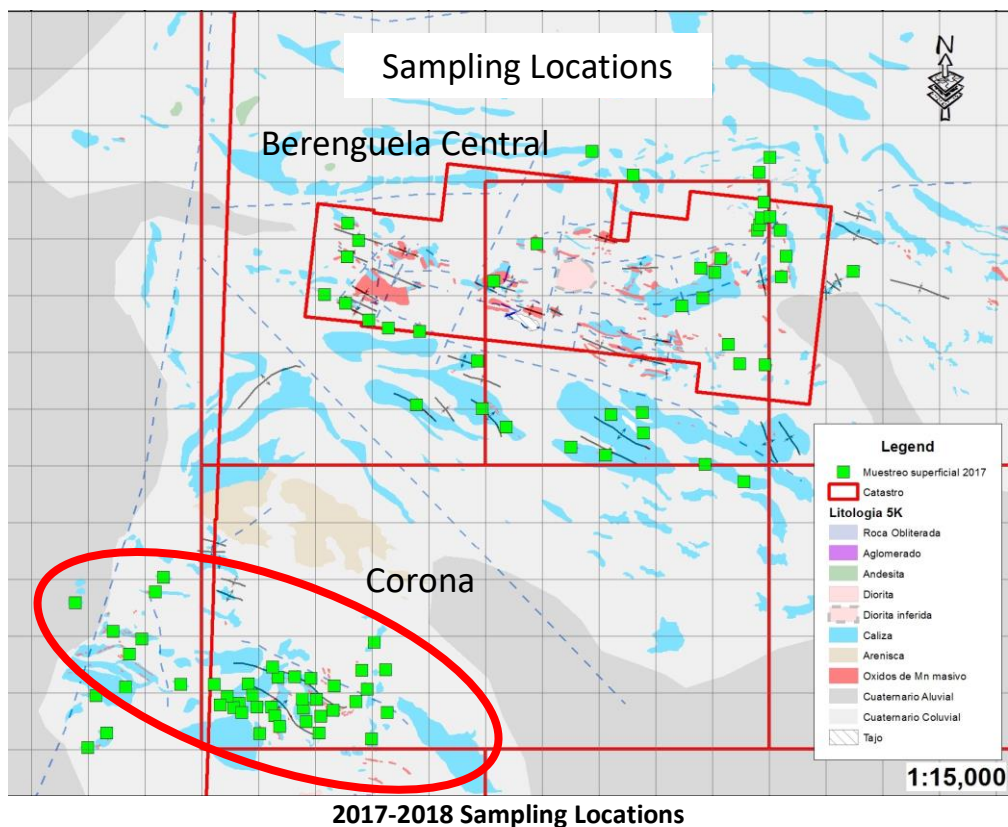 Sampling Locations
N
Berenguela Central
Corona
Legend
Muestreo superficial 2017
Catastro
Litologia 5K
Roca Obliterada
Aglomerado
Andesita
Diorita
Diorita inferida
Caliza
Arenisca
Oxidos de Mn masivo
Cuaternario Aluvial
Cuaternario Coluvial
Tajo
1:15,000
2017-2018 Sampling Locations